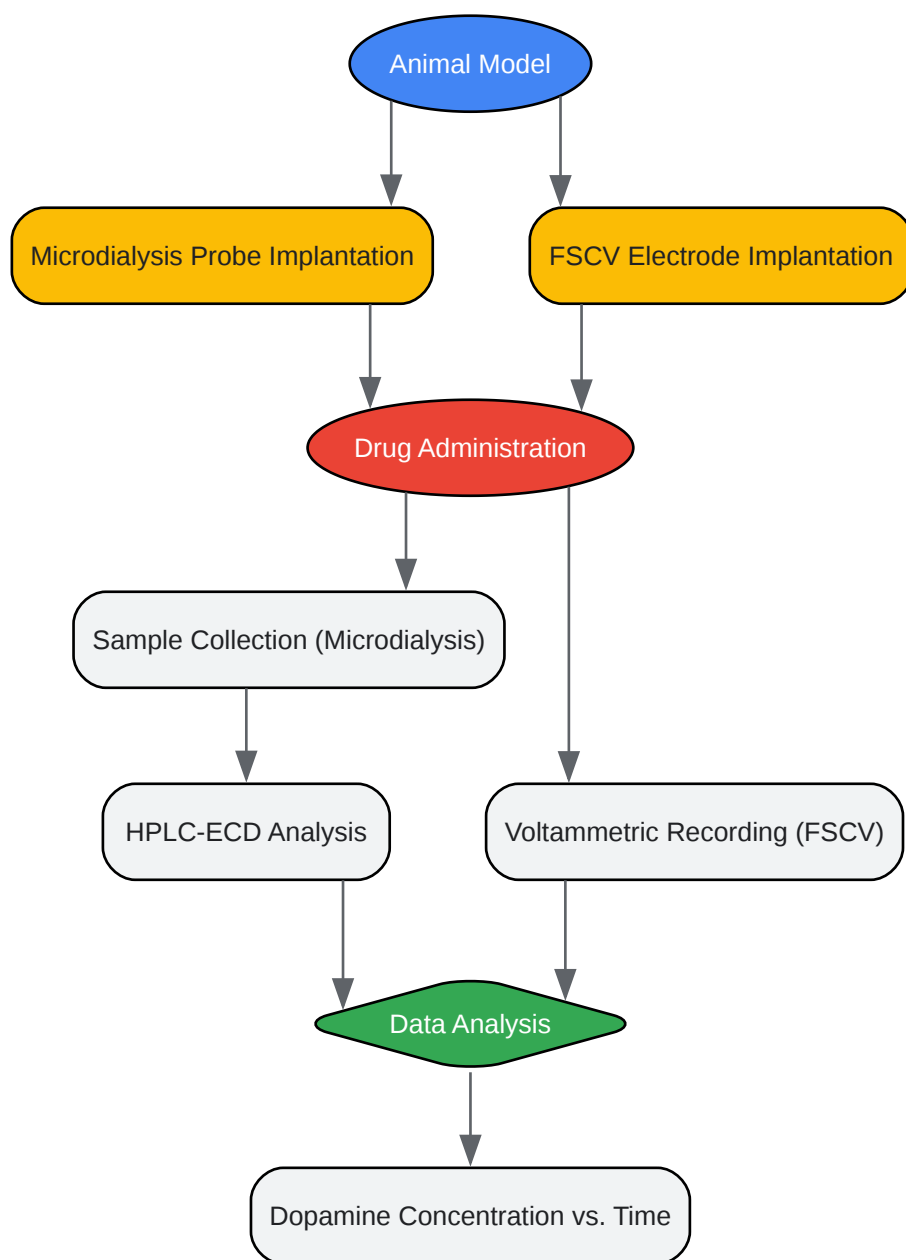 Animal Model
Microdialysis Probe Implantation
FSCV Electrode Implantation
Drug Administration
Sample Collection (Microdialysis)
HPLC-ECD Analysis
Voltammetric Recording (FSCV)
Data Analysis
Dopamine Concentration vs. Time